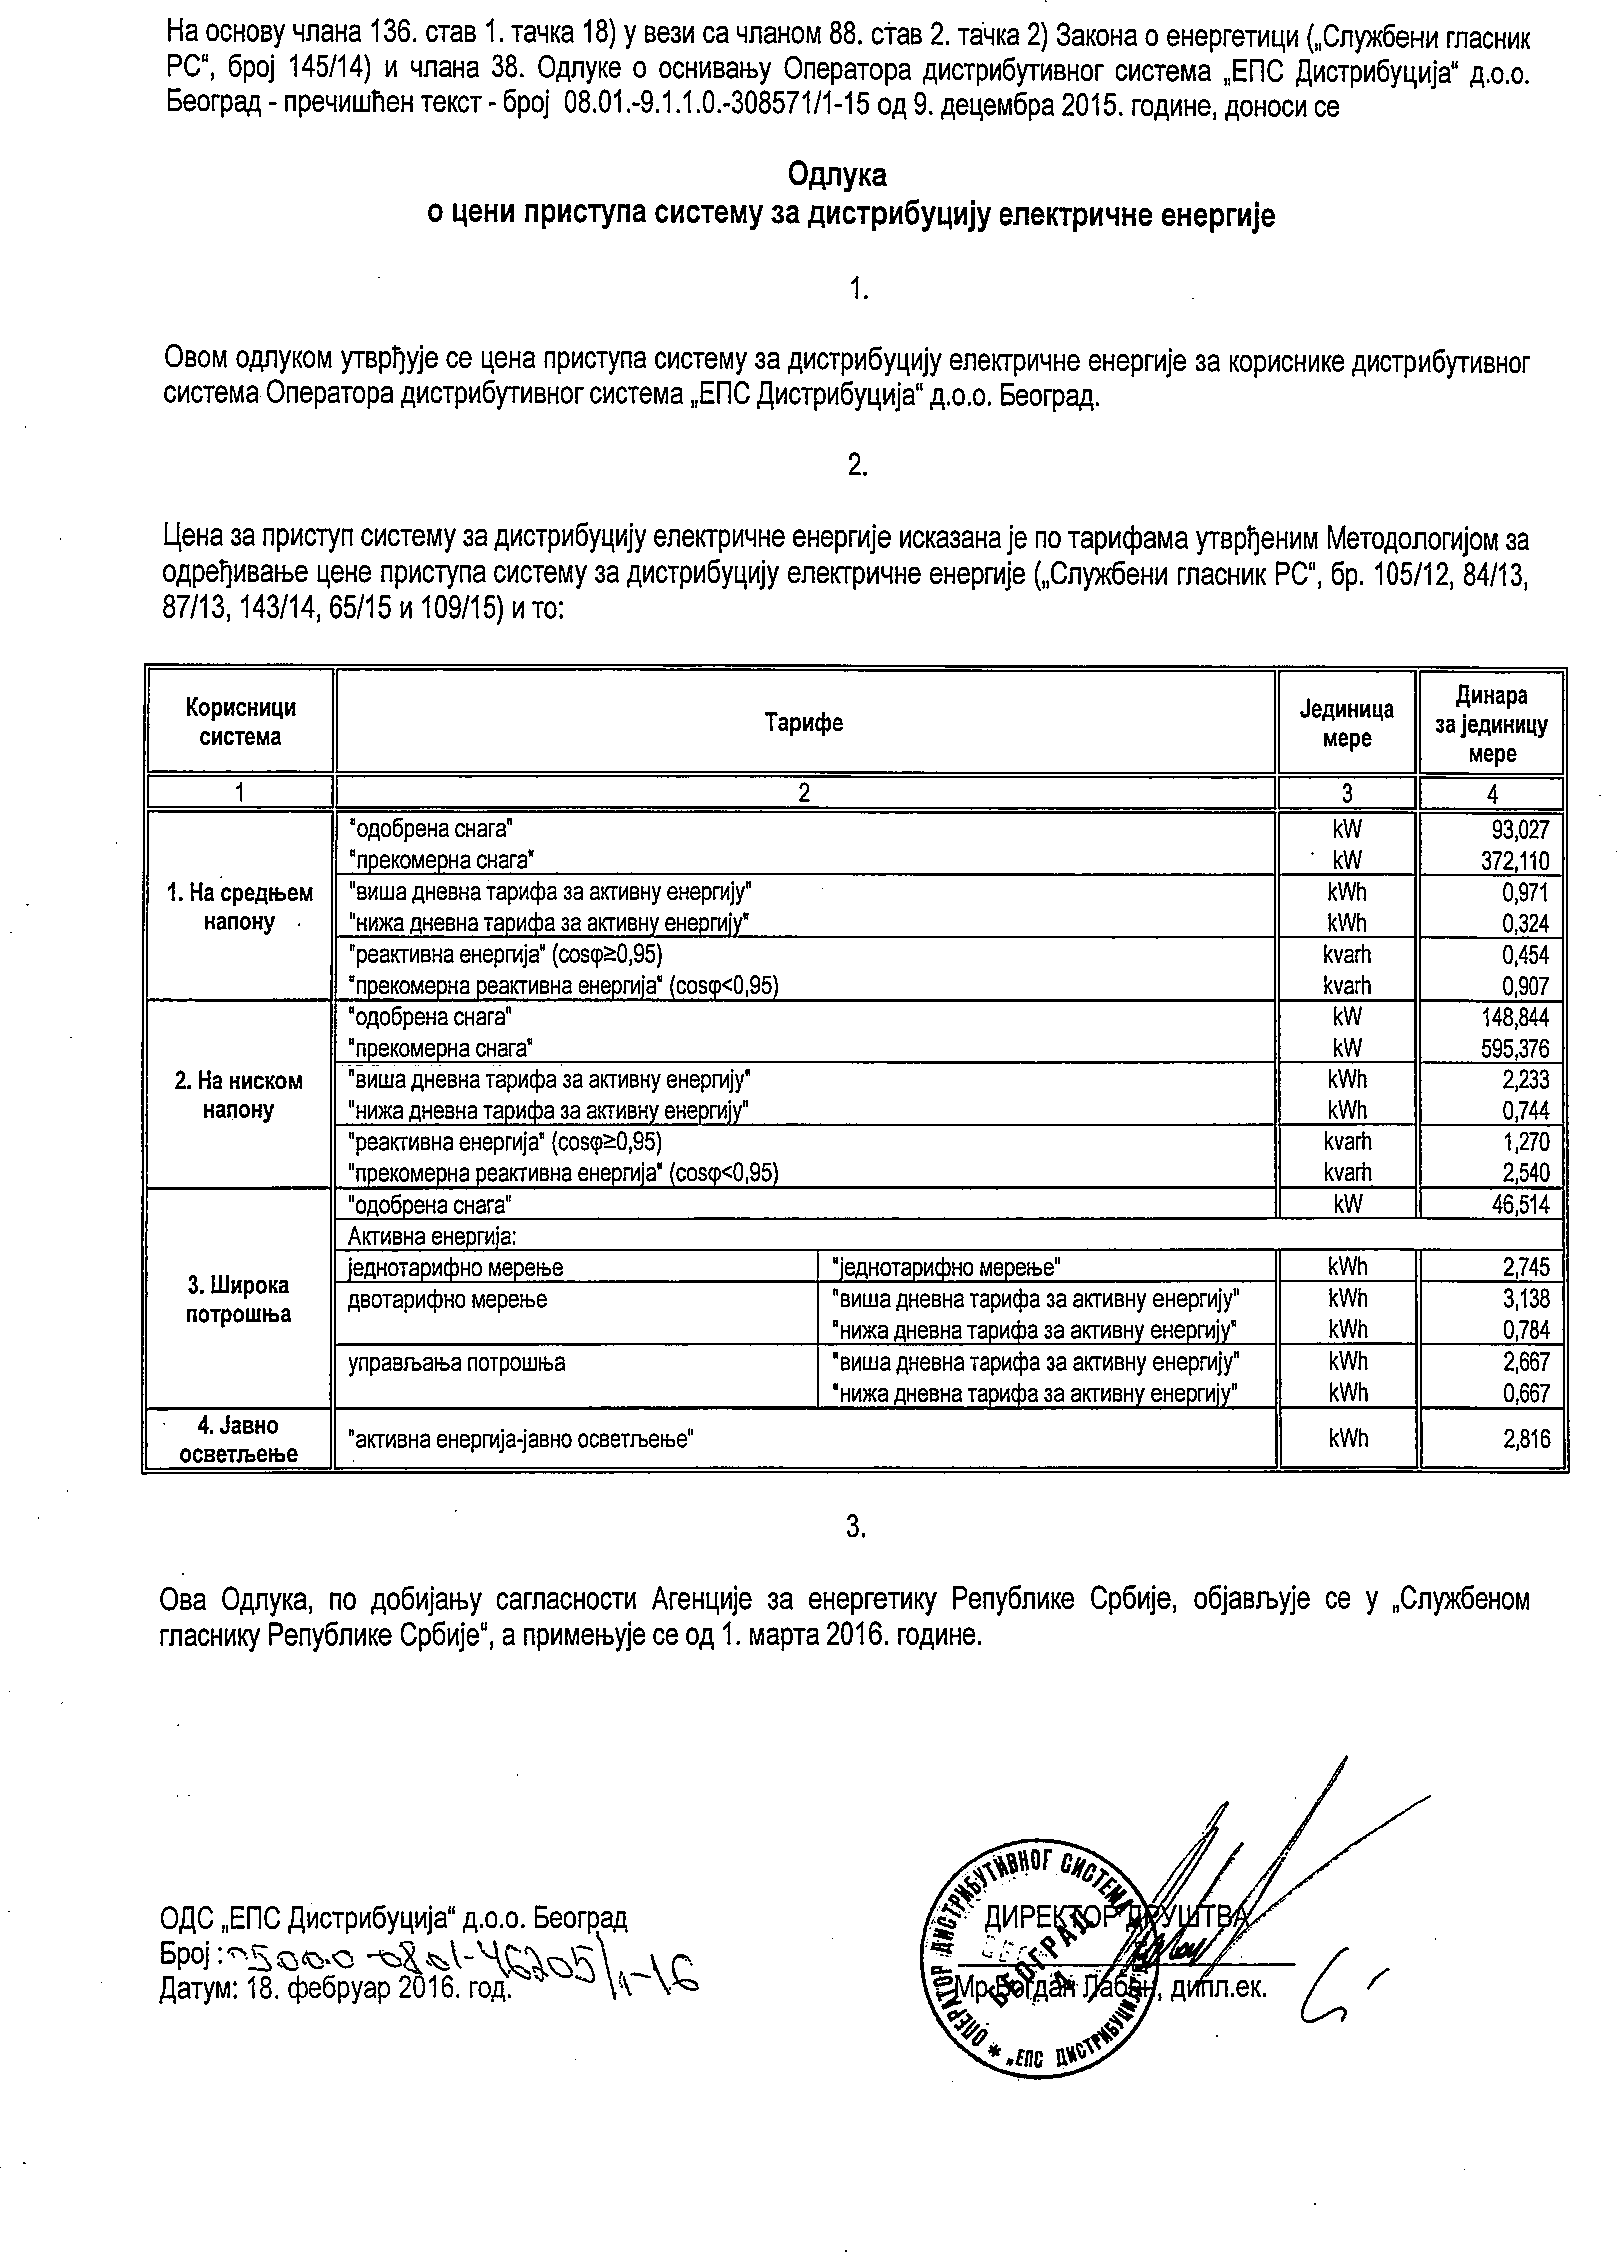 На основу члана 136. став 1. тачка 18) у вези са чланом 88. став 2. тачка 2) Закона о енергетици („Службени гласник
РС“, број 145/14) и члана 38. Одлуке о оснивању Оператора дистрибутивног система „ЕПС Дистрибуција“ д.о.о.
Београд - пречишћен текст - број 08.01.-9.1.1.0.-308571/1-15 од 9. децембра 2015. године, доноси се
Одлука
о цени приступа систему за дистрибуцију електричне енергије
1.
Овом одлуком утврђује се цена приступа систему за дистрибуцију електричне енергије за кориснике дистрибутивног
система Оператора дистрибутивног система „ЕПС Дистрибуција“ д.о.о. Београд.
2.
Цена за приступ систему за дистрибуцију електричне енергије исказана је по тарифама утврђеним Методологијом за
одређивање цене приступа систему за дистрибуцију електричне енергије („Службени гласник РС“, бр. 105/12, 84/13,
87/13, 143/14, 65/15 и 109/15) и то:
Корисници система Тарифе Јединица мере Динара за јединицу мере
1 2 3 4
1. На средњем напону
"одобрена снага" kW 93,027
"прекомерна снага" kW 372,110
"виша дневна тарифа за активну енергију" kWh 0,971
"нижа дневна тарифа за активну енергију" kWh 0,324
"реактивна енергија" (cosφ≥0,95) kvarh 0,454
"прекомерна реактивна енергија" (cosφ<0,95) kvarh 0,907
2. На ниском напону
"одобрена снага" kW 148,844
"прекомерна снага" kW 595,376
"виша дневна тарифа за активну енергију" kWh 2,233
"нижа дневна тарифа за активну енергију" kWh 0,744
"реактивна енергија" (cosφ≥0,95) kvarh 1,270
"прекомерна реактивна енергија" (cosφ<0,95) kvarh 2,540
3. Широка потрошња
"одобрена снага" kW 46,514
Активна енергија:
једнотарифно мерење "једнотарифно мерење" kWh 2,745
двотарифно мерење "виша дневна тарифа за активну енергију" kWh 3,138
"нижа дневна тарифа за активну енергију" kWh 0,784
управљана потрошња "виша дневна тарифа за активну енергију" kWh 2,667
"нижа дневна тарифа за активну енергију" kWh 0,667
4. Јавно осветљење
"активна енергија-јавно осветљење" kWh 2,816
3.
Ова Одлука, по добијању сагласности Агенције за енергетику Републике Србије, објављује се у „Службеном
гласнику Републике Србије“, а примењује се од 1. марта 2016. године.
ОДС „ЕПС Дистрибуција“ д.о.о. Београд
Број :
Датум: 18. фебруар 2016. год.
ДИРЕКТОР ДРУШТВА
Мр Богдан Лабан, дипл.ек.
ОПЕРАТОР ДИСТРИБУТИВНОГ СИСТЕМА
* „ЕПС ДИСТРИБУЦИЈА
БЕОГРАД
4